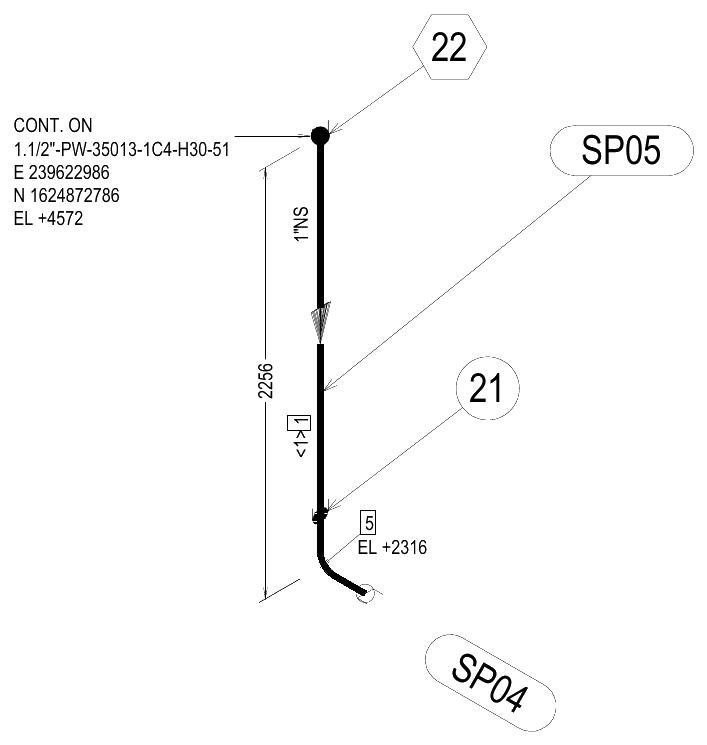 22
CONT. ON
1.1/2"-PW-35013-1C4-H30-51
E 239622986
N 1624872786
EL +4572
SP05
1"NS
2256
21
<1> 1
5
EL +2316
SP04